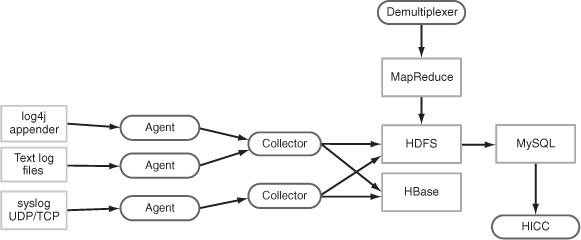 Demultiplexer
MapReduce
log4j
appender
Agent
Text log
files
Agent
Collector
HDFS
MySQL
syslog
UDP/TCP
Agent
Collector
HBase
HICC